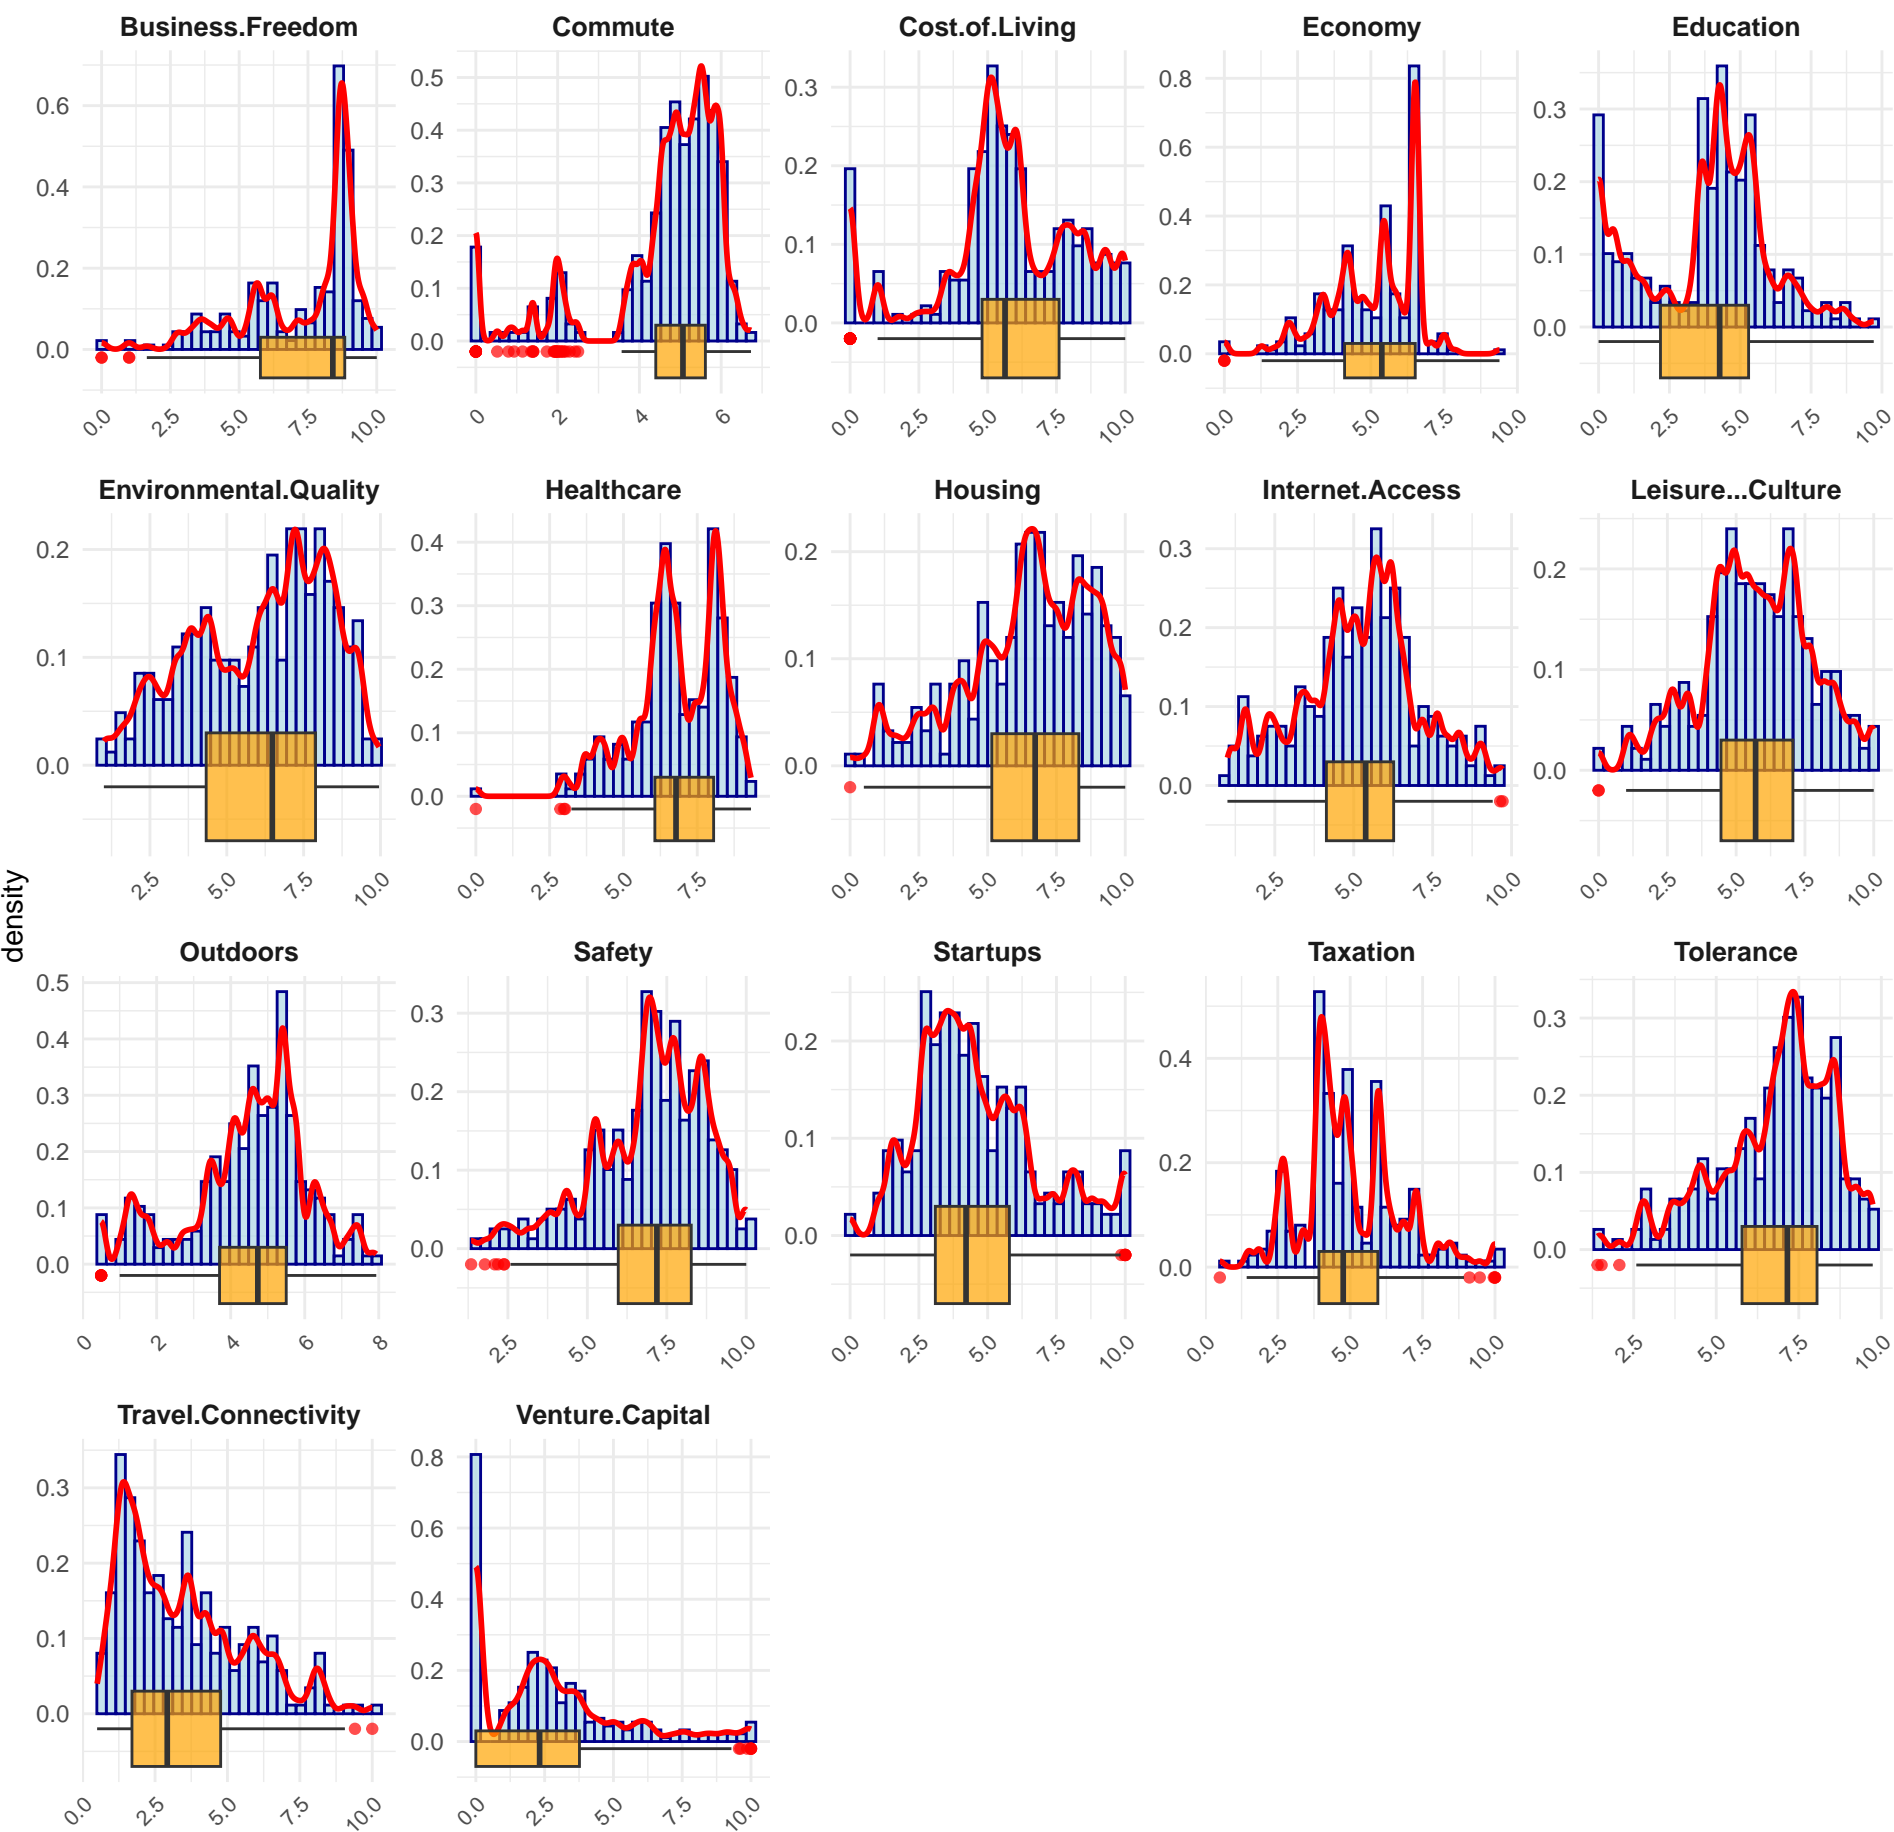 Business.Freedom Commute Cost.of.Living Economy Education
0.6 0.4 0.2 0.0
0.5 0.4 0.3 0.2 0.1 0.0
0.3 0.2 0.1 0.0
0.8 0.6 0.4 0.2 0.0
0.3 0.2 0.1 0.0
0.0 2.5 5.0 7.5 10.0
0 2 4 6
0.0 2.5 5.0 7.5 10.0
0.0 2.5 5.0 7.5 10.0
0.0 2.5 5.0 7.5 10.0
Environmental.Quality Healthcare Housing Internet.Access Leisure...Culture
0.2 0.1 0.0
0.4 0.3 0.2 0.1 0.0
0.2 0.1 0.0
0.3 0.2 0.1 0.0
0.2 0.1 0.0
2.5 5.0 7.5 10.0
0.0 2.5 5.0 7.5
0.0 2.5 5.0 7.5 10.0
2.5 5.0 7.5 10.0
0.0 2.5 5.0 7.5 10.0
density
Outdoors Safety Startups Taxation Tolerance
0.5 0.4 0.3 0.2 0.1 0.0
0.3 0.2 0.1 0.0
0.2 0.1 0.0
0.4 0.2 0.0
0.3 0.2 0.1 0.0
0 2 4 6 8
2.5 5.0 7.5 10.0
0.0 2.5 5.0 7.5 10.0
0.0 2.5 5.0 7.5 10.0
2.5 5.0 7.5 10.0
Travel.Connectivity Venture.Capital
0.3 0.2 0.1 0.0
0.8 0.6 0.4 0.2 0.0
0.0 2.5 5.0 7.5 10.0
0.0 2.5 5.0 7.5 10.0